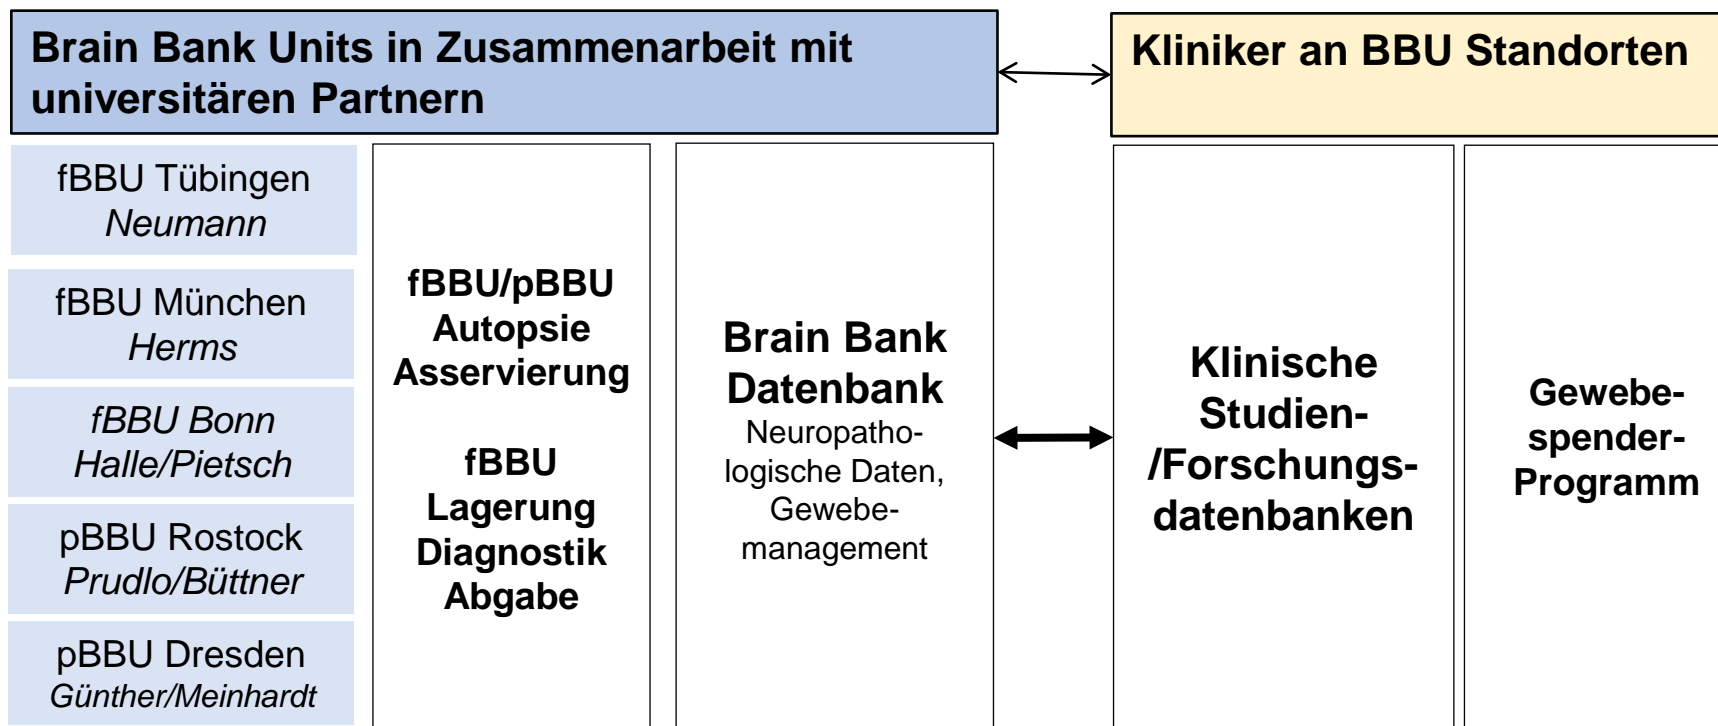 Brain Bank Units in Zusammenarbeit mit
universitären Partnern
Kliniker an BBU Standorten
fBBU Tübingen
Neumann
fBBU München
Herms
fBBU Bonn
Halle/Pietsch
pBBU Rostock
Prudlo/Büttner
pBBU Dresden
Günther/Meinhardt
fBBU/pBBU
Autopsie
Asservierung
fBBU
Lagerung
Diagnostik
Abgabe
Brain Bank
Datenbank
Neuropatho-
logische Daten,
Gewebe-
management
Klinische
Studien-
/Forschungs-
datenbanken
Gewebe-
spender-
Programm